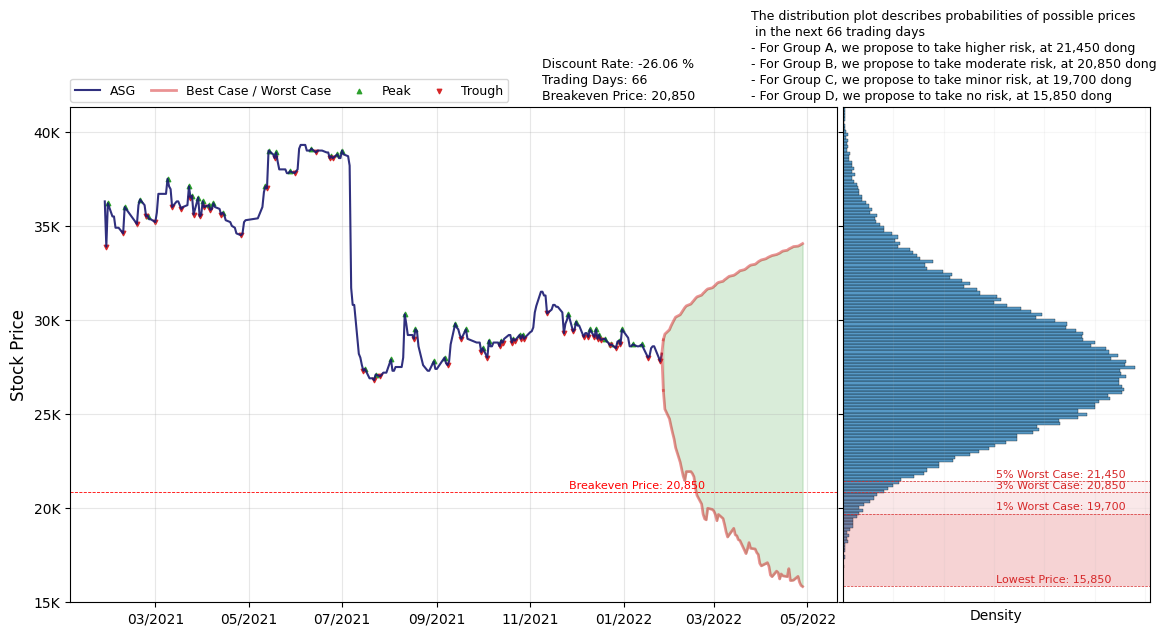 The distribution plot describes probabilities of possible prices
in the next 66 trading days
- For Group A, we propose to take higher risk, at 21,450 dong
- For Group B, we propose to take moderate risk, at 20,850 dong
- For Group C, we propose to take minor risk, at 19,700 dong
- For Group D, we propose to take no risk, at 15,850 dong
Discount Rate: -26.06 %
Trading Days: 66
Breakeven Price: 20,850
ASG
Best Case / Worst Case
Peak
Trough
Stock Price
40K
35K
30K
25K
20K
15K
Breakeven Price: 20,850
5% Worst Case: 21,450
3% Worst Case: 20,850
1% Worst Case: 19,700
Lowest Price: 15,850
03/2021
05/2021
07/2021
09/2021
11/2021
01/2022
03/2022
05/2022
Density